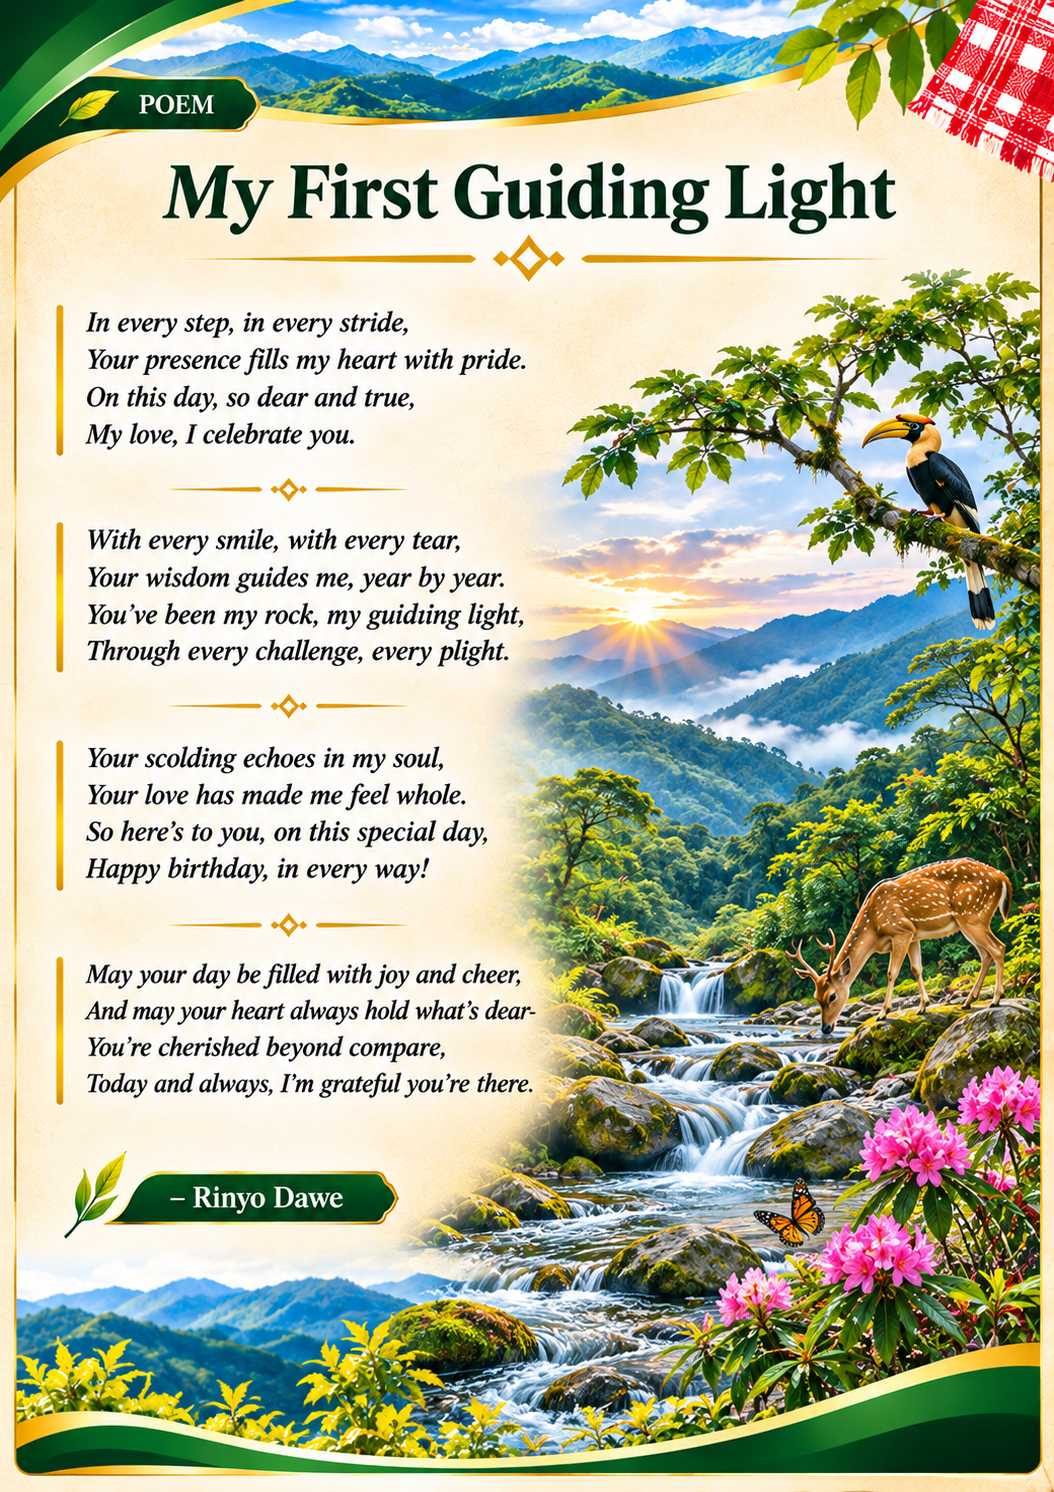 POEM
My First Guiding Light
In every step, in every stride,
Your presence fills my heart with pride.
On this day, so dear and true,
My love, I celebrate you.
With every smile, with every tear,
Your wisdom guides me, year by year.
You've been my rock, my guidiing light,
Through every challenge, every plight.
Your scolding echoes in my soul,
Your love has made me feel whole.
So here's to you, on this special day,
Happy birthday, in every way!
May your day be filled with joy and cheer,
And may your heart always hold what's dear-
You're cherished beyond compare,
Today and always, I'm grateful you're there.
– Rinyo Dawe